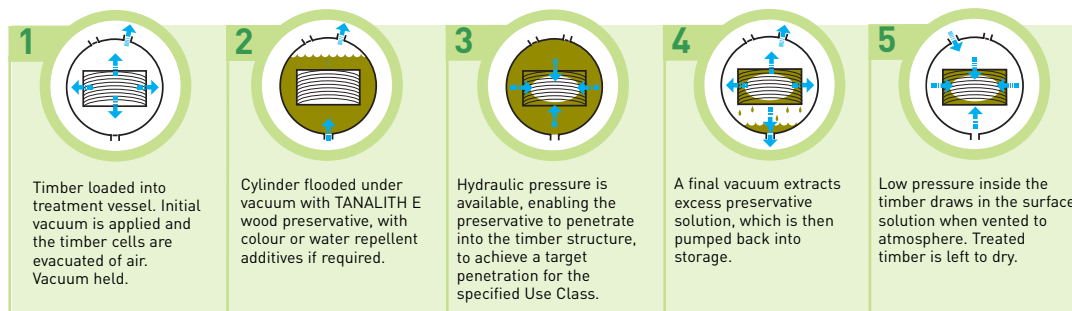 1
Timber loaded into
treatment vessel. Initial
vacuum is applied and
the timber cells are
evacuated of air.
Vacuum held.
2
Cylinder flooded under
vacuum with TANALITH E
wood preservative, with
colour or water repellent
additives if required.
3
Hydraulic pressure is
available, enabling the
preservative to penetrate
into the timber structure,
to achieve a target
penetration for the
specified Use Class.
4
A final vacuum extracts
excess preservative
solution, which is then
pumped back into
storage.
5
Low pressure inside the
timber draws in the surface
solution when vented to
atmosphere. Treated
timber is left to dry.